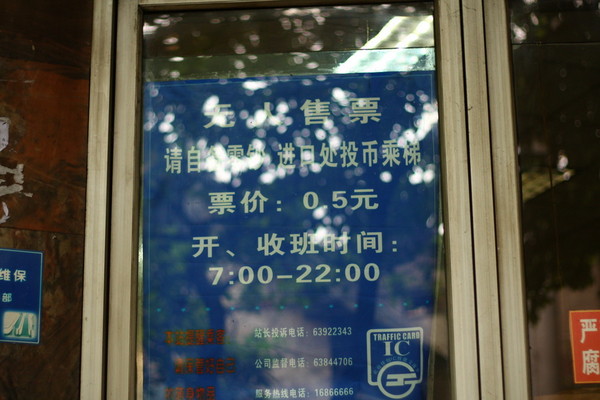 无人售票
请自备零钞 进口处投币乘梯
票价：0.5元
开、收班时间：
7:00-22:00
站长投诉电话：63922343
公司监督电话：63844706
服务热线电话：16866666
TRAFFIC CARD
IC
维保
部
严
腐